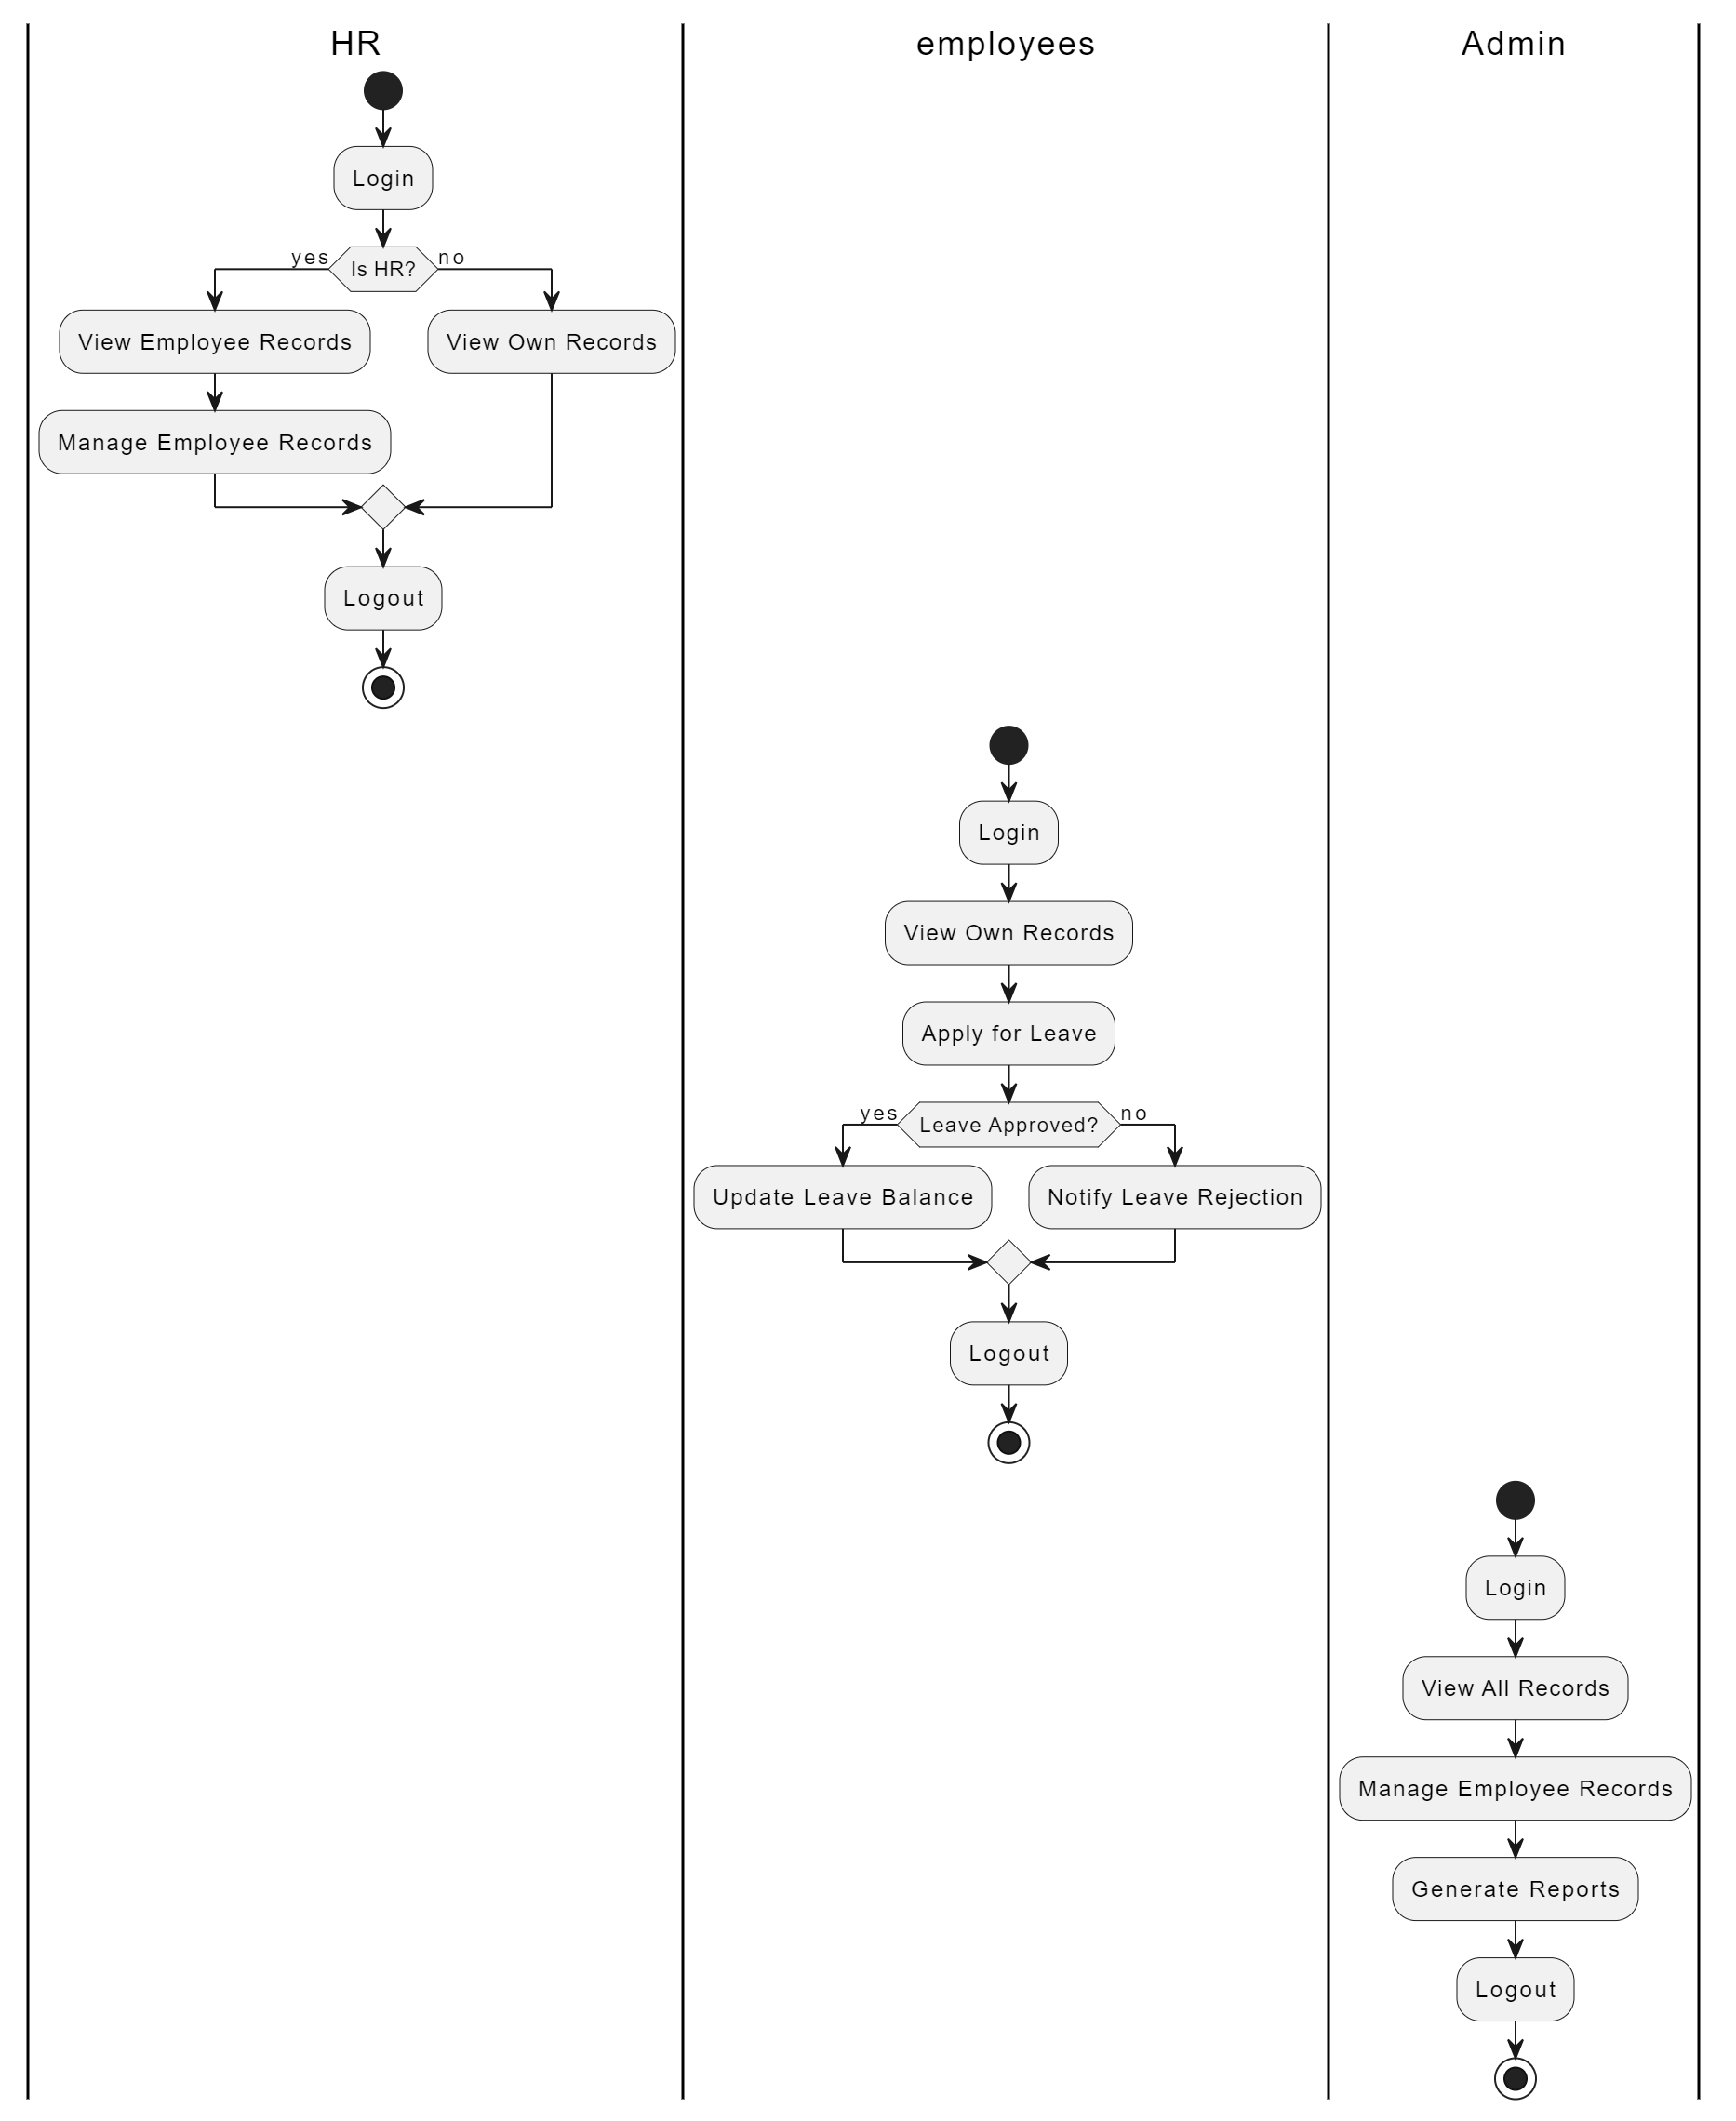 HR
employees
Admin
Login
yes
Is HR?
no
View Employee Records
View Own Records
Manage Employee Records
Logout
Login
View Own Records
Apply for Leave
yes
Leave Approved?
no
Update Leave Balance
Notify Leave Rejection
Logout
Login
View All Records
Manage Employee Records
Generate Reports
Logout